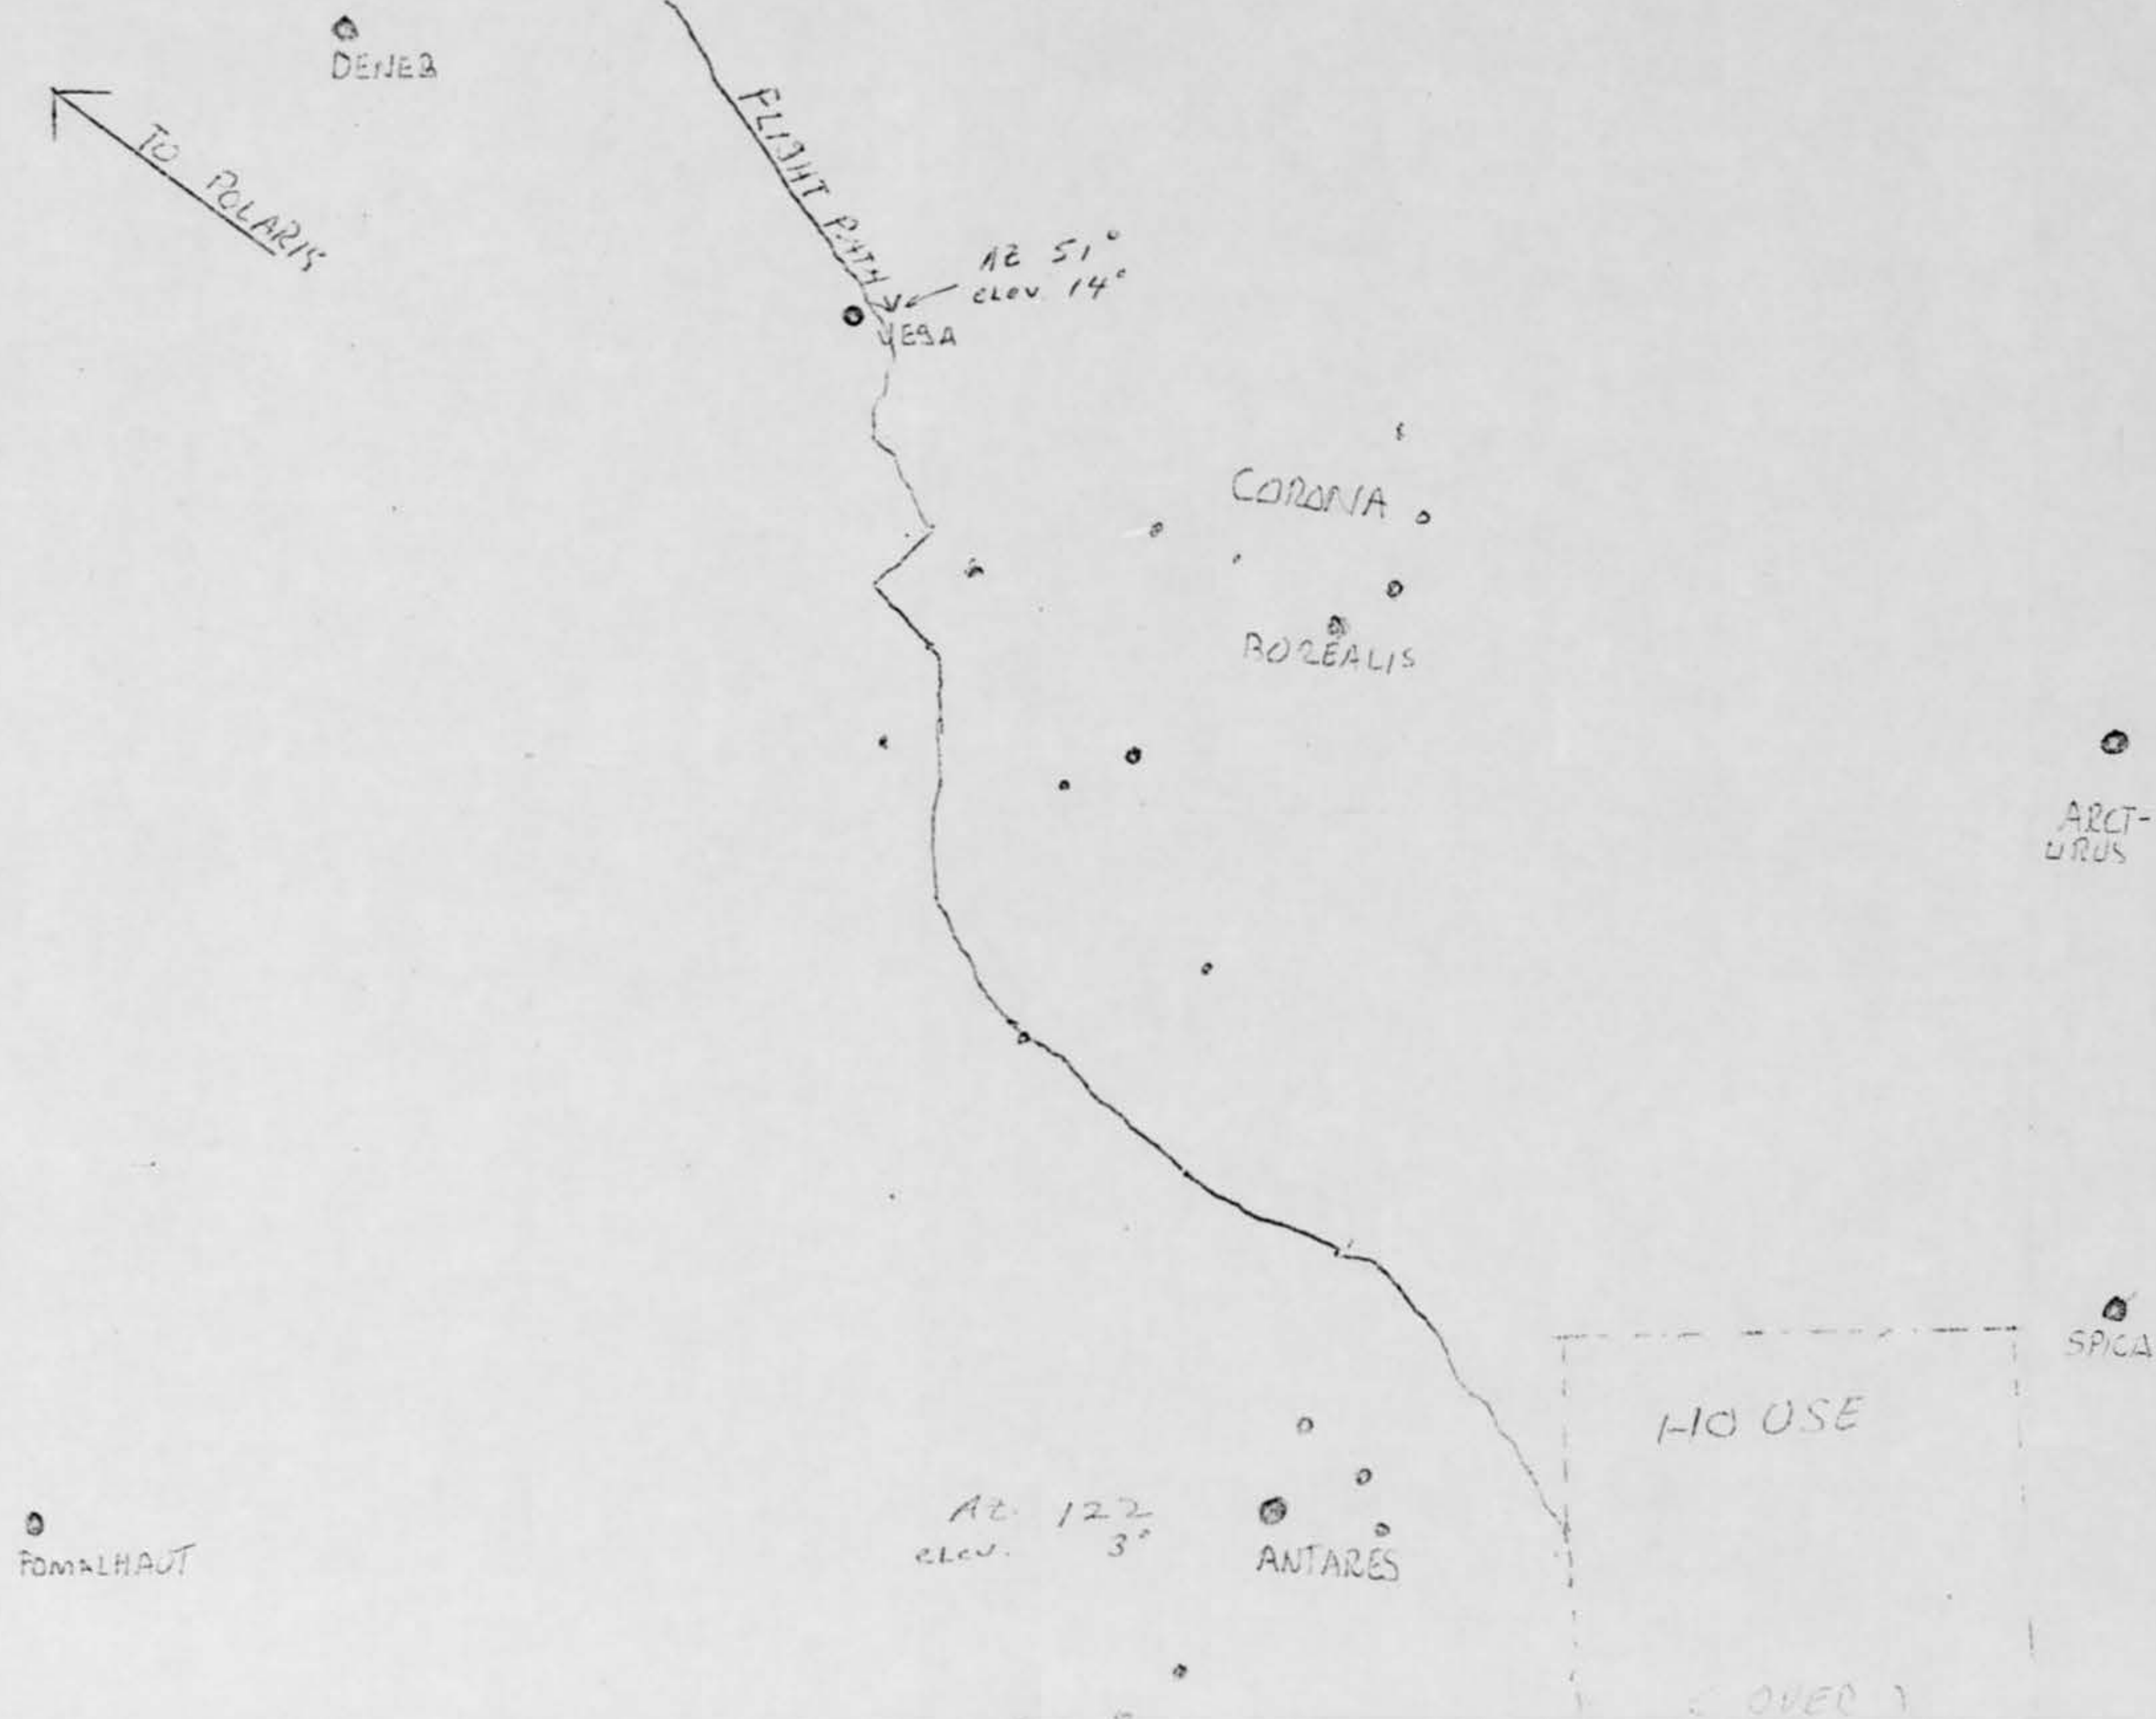 DENEB
TO POLARIS
FLIGHT PATH
AZ 51°
elev. 14°
VEGA
CORONA
BOREALIS
ARCT-
URUS
SPICA
HOUSE
AZ. 122
elev. 3°
ANTARES
FOMALHAUT
(OVER)